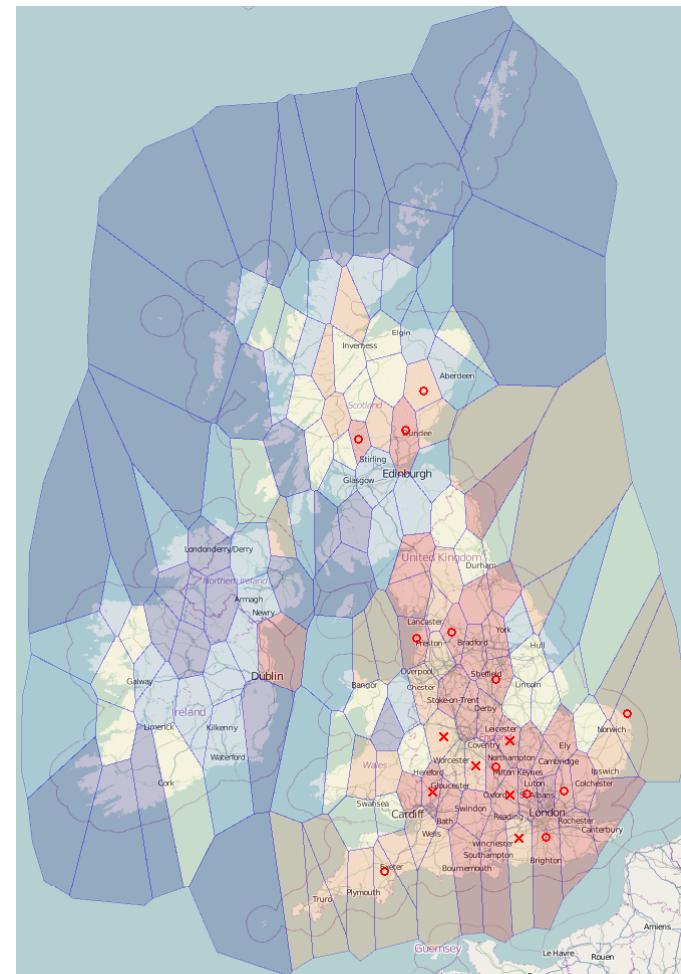 Elgin
Inverness
Aberdeen
Scotland
Dundee
Stirling
Edinburgh
Glasgow
Londonderry/Derry
United Kingdom
Durham
Northern Ireland
Armagh
Newry
Lancaster
York
Preston
Bradford
Hull
Dublin
Liverpool
Sheffield
Galway
Bangor
Chester
Lincoln
Stoke-on-Trent
Derby
Ireland
Limerick
Kilkenny
Leicester
Norwich
Coventry
Ely
Waterford
Worcester
Northampton
Cambridge
Wales
Hereford
Milton Keynes
Ipswich
Cork
Gloucester
Luton
Colchester
Oxford
St Albans
Swansea
Cardiff
Swindon
London
Bath
Reading
Rochester
Wells
Canterbury
Winchester
Southampton
Brighton
Exeter
Bournemouth
Plymouth
Truro
Amiens
Guernsey
Le Havre
Rouen